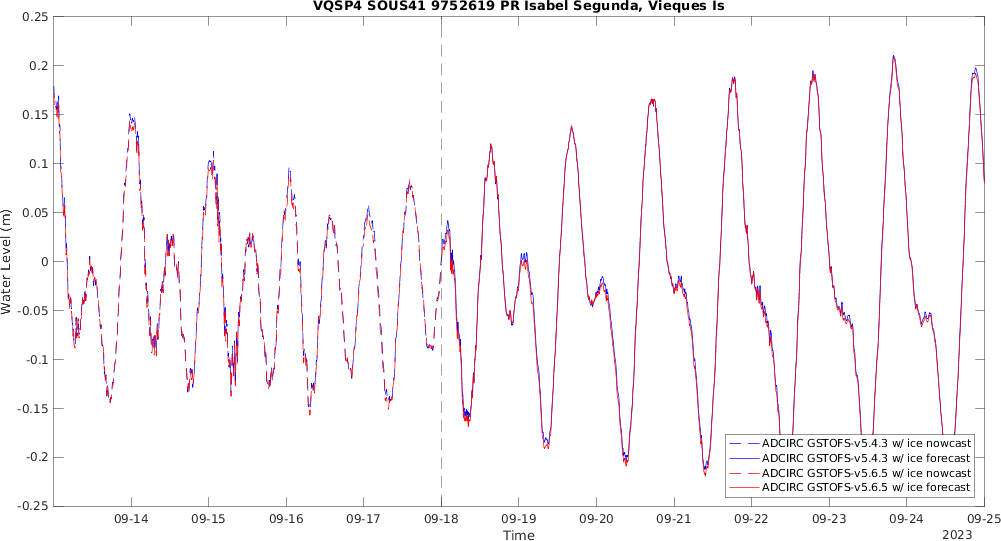 VQSP4 SOUS41 9752619 PR Isabel Segunda, Vieques Is
0.25
0.2
0.15
0.1
0.05
0
-0.05
-0.1
-0.15
-0.2
-0.25
Water Level (m)
ADCIRC GSTOFS-v5.4.3 w/ ice nowcast
ADCIRC GSTOFS-v5.4.3 w/ ice forecast
ADCIRC GSTOFS-v5.6.5 w/ ice nowcast
ADCIRC GSTOFS-v5.6.5 w/ ice forecast
09-14 09-15 09-16 09-17 09-18 09-19 09-20 09-21 09-22 09-23 09-24 09-25
Time
2023